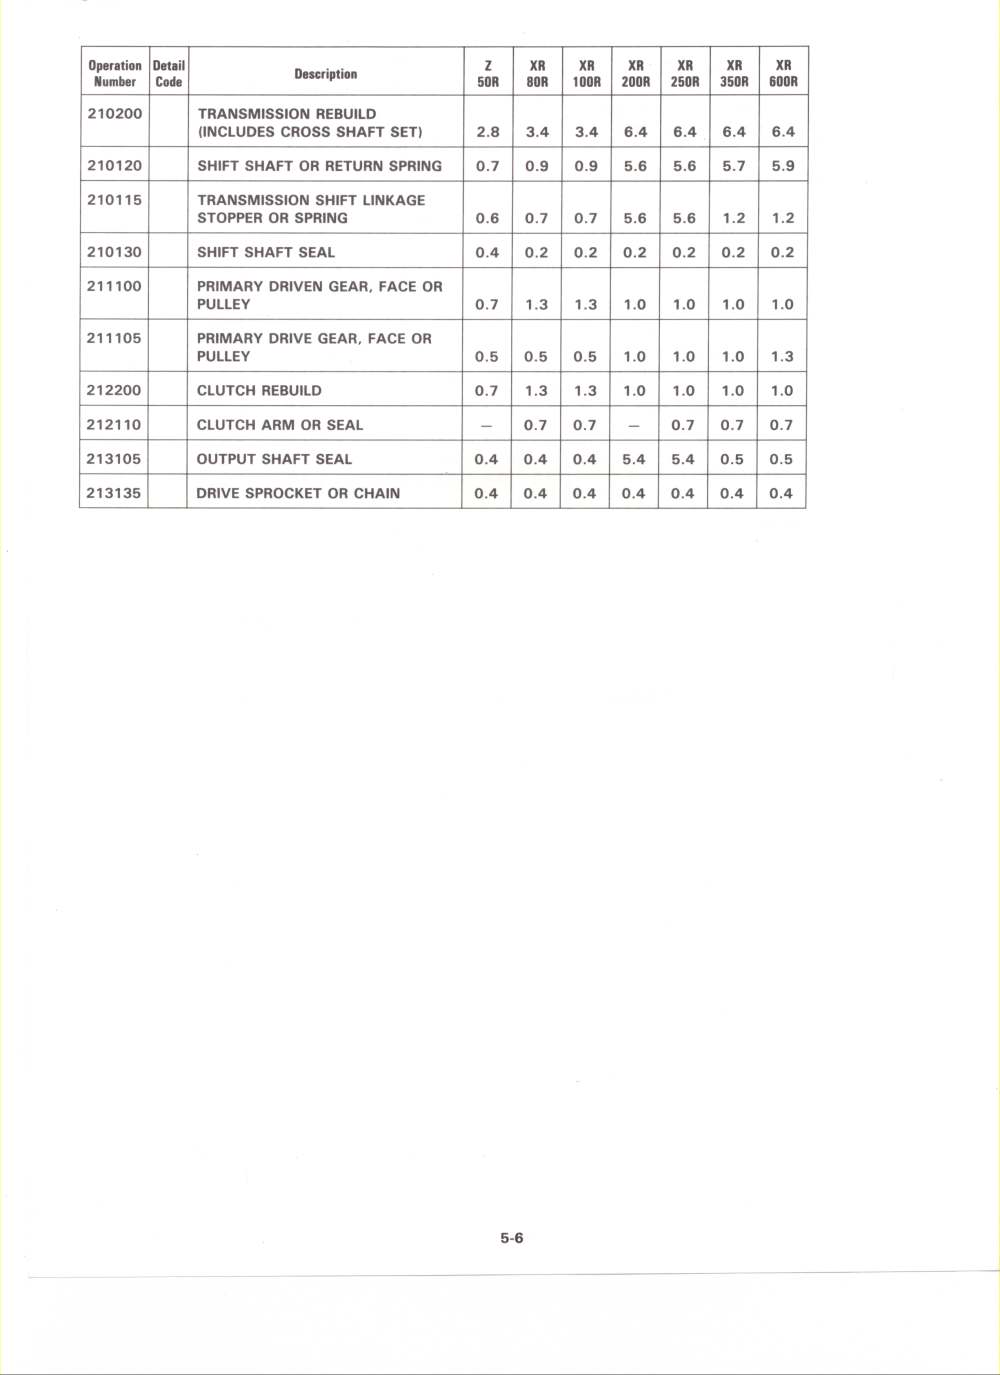 Operation Number | Detail Code | Description | Z 50R | XR 80R | XR 100R | XR 200R | XR 250R | XR 350R | XR 600R
210200 TRANSMISSION REBUILD
(INCLUDES CROSS SHAFT SET) 2.8 3.4 3.4 6.4 6.4 6.4 6.4
210120 SHIFT SHAFT OR RETURN SPRING 0.7 0.9 0.9 5.6 5.6 5.7 5.9
210115 TRANSMISSION SHIFT LINKAGE
STOPPER OR SPRING 0.6 0.7 0.7 5.6 5.6 1.2 1.2
210130 SHIFT SHAFT SEAL 0.4 0.2 0.2 0.2 0.2 0.2 0.2
211100 PRIMARY DRIVEN GEAR, FACE OR
PULLEY 0.7 1.3 1.3 1.0 1.0 1.0 1.0
211105 PRIMARY DRIVE GEAR, FACE OR
PULLEY 0.5 0.5 0.5 1.0 1.0 1.0 1.3
212200 CLUTCH REBUILD 0.7 1.3 1.3 1.0 1.0 1.0 1.0
212110 CLUTCH ARM OR SEAL – 0.7 0.7 – 0.7 0.7 0.7
213105 OUTPUT SHAFT SEAL 0.4 0.4 0.4 5.4 5.4 0.5 0.5
213135 DRIVE SPROCKET OR CHAIN 0.4 0.4 0.4 0.4 0.4 0.4 0.4
5-6